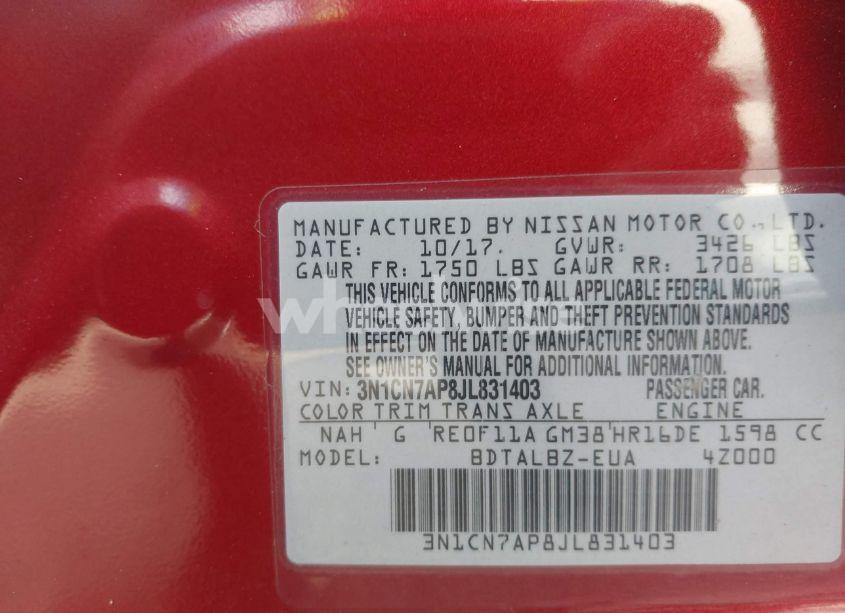 MANUFACTURED BY NISSAN MOTOR CO.,LTD.
DATE: 10/17. GVWR: 3426 LBS
GAWR FR: 1750 LBS GAWR RR: 1708 LBS
THIS VEHICLE CONFORMS TO ALL APPLICABLE FEDERAL MOTOR
VEHICLE SAFETY, BUMPER AND THEFT PREVENTION STANDARDS
IN EFFECT ON THE DATE OF MANUFACTURE SHOWN ABOVE.
SEE OWNER'S MANUAL FOR ADDITIONAL INFORMATION.
VIN: 3N1CN7AP8JL831403 PASSENGER CAR.
COLOR TRIM TRANS AXLE ENGINE
NAH G RE0F11A GM38 HR16DE 1598 CC
MODEL: BDTALBZ-EUA 4Z000
3N1CN7AP8JL831403